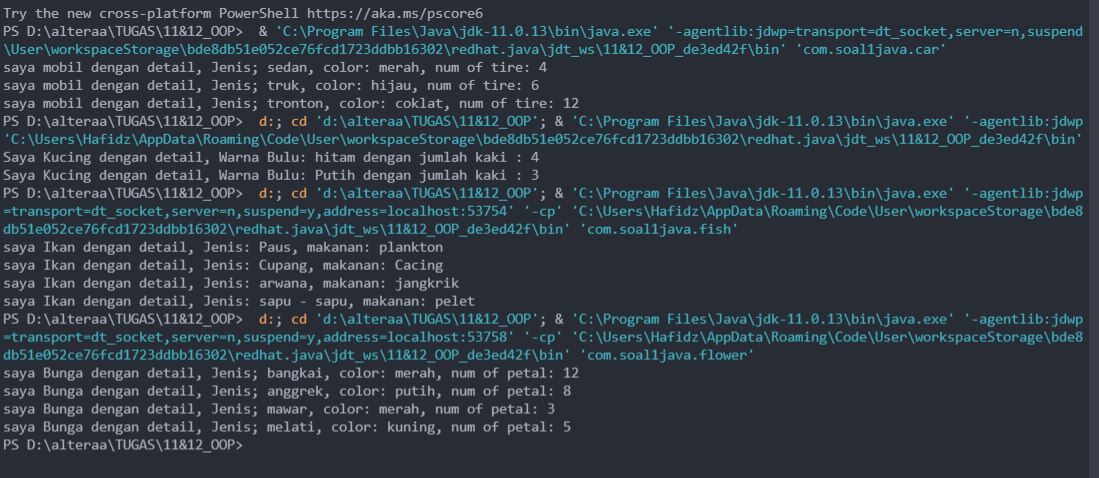 Try the new cross-platform PowerShell https://aka.ms/pscore6
PS D:\alteraa\TUGAS\11&12_OOP>  & 'C:\Program Files\Java\jdk-11.0.13\bin\java.exe' '-agentlib:jdwp=transport=dt_socket,server=n,suspend
\User\workspaceStorage\bde8db51e052ce76fcd1723ddbb16302\redhat.java\jdt_ws\11&12_OOP_de3ed42f\bin' 'com.soal1java.car'
saya mobil dengan detail, Jenis; sedan, color: merah, num of tire: 4
saya mobil dengan detail, Jenis; truk, color: hijau, num of tire: 6
saya mobil dengan detail, Jenis; tronton, color: coklat, num of tire: 12
PS D:\alteraa\TUGAS\11&12_OOP>  d:; cd 'd:\alteraa\TUGAS\11&12_OOP'; & 'C:\Program Files\Java\jdk-11.0.13\bin\java.exe' '-agentlib:jdwp
'C:\Users\Hafidz\AppData\Roaming\Code\User\workspaceStorage\bde8db51e052ce76fcd1723ddbb16302\redhat.java\jdt_ws\11&12_OOP_de3ed42f\bin'
Saya Kucing dengan detail, Warna Bulu: hitam dengan jumlah kaki : 4
Saya Kucing dengan detail, Warna Bulu: Putih dengan jumlah kaki : 3
PS D:\alteraa\TUGAS\11&12_OOP>  d:; cd 'd:\alteraa\TUGAS\11&12_OOP'; & 'C:\Program Files\Java\jdk-11.0.13\bin\java.exe' '-agentlib:jdwp
=transport=dt_socket,server=n,suspend=y,address=localhost:53754' '-cp' 'C:\Users\Hafidz\AppData\Roaming\Code\User\workspaceStorage\bde8
db51e052ce76fcd1723ddbb16302\redhat.java\jdt_ws\11&12_OOP_de3ed42f\bin' 'com.soal1java.fish'
saya Ikan dengan detail, Jenis: Paus, makanan: plankton
saya Ikan dengan detail, Jenis: Cupang, makanan: Cacing
saya Ikan dengan detail, Jenis: arwana, makanan: jangkrik
saya Ikan dengan detail, Jenis: sapu - sapu, makanan: pelet
PS D:\alteraa\TUGAS\11&12_OOP>  d:; cd 'd:\alteraa\TUGAS\11&12_OOP'; & 'C:\Program Files\Java\jdk-11.0.13\bin\java.exe' '-agentlib:jdwp
=transport=dt_socket,server=n,suspend=y,address=localhost:53758' '-cp' 'C:\Users\Hafidz\AppData\Roaming\Code\User\workspaceStorage\bde8
db51e052ce76fcd1723ddbb16302\redhat.java\jdt_ws\11&12_OOP_de3ed42f\bin' 'com.soal1java.flower'
saya Bunga dengan detail, Jenis; bangkai, color: merah, num of petal: 12
saya Bunga dengan detail, Jenis; anggrek, color: putih, num of petal: 8
saya Bunga dengan detail, Jenis; mawar, color: merah, num of petal: 3
saya Bunga dengan detail, Jenis; melati, color: kuning, num of petal: 5
PS D:\alteraa\TUGAS\11&12_OOP>